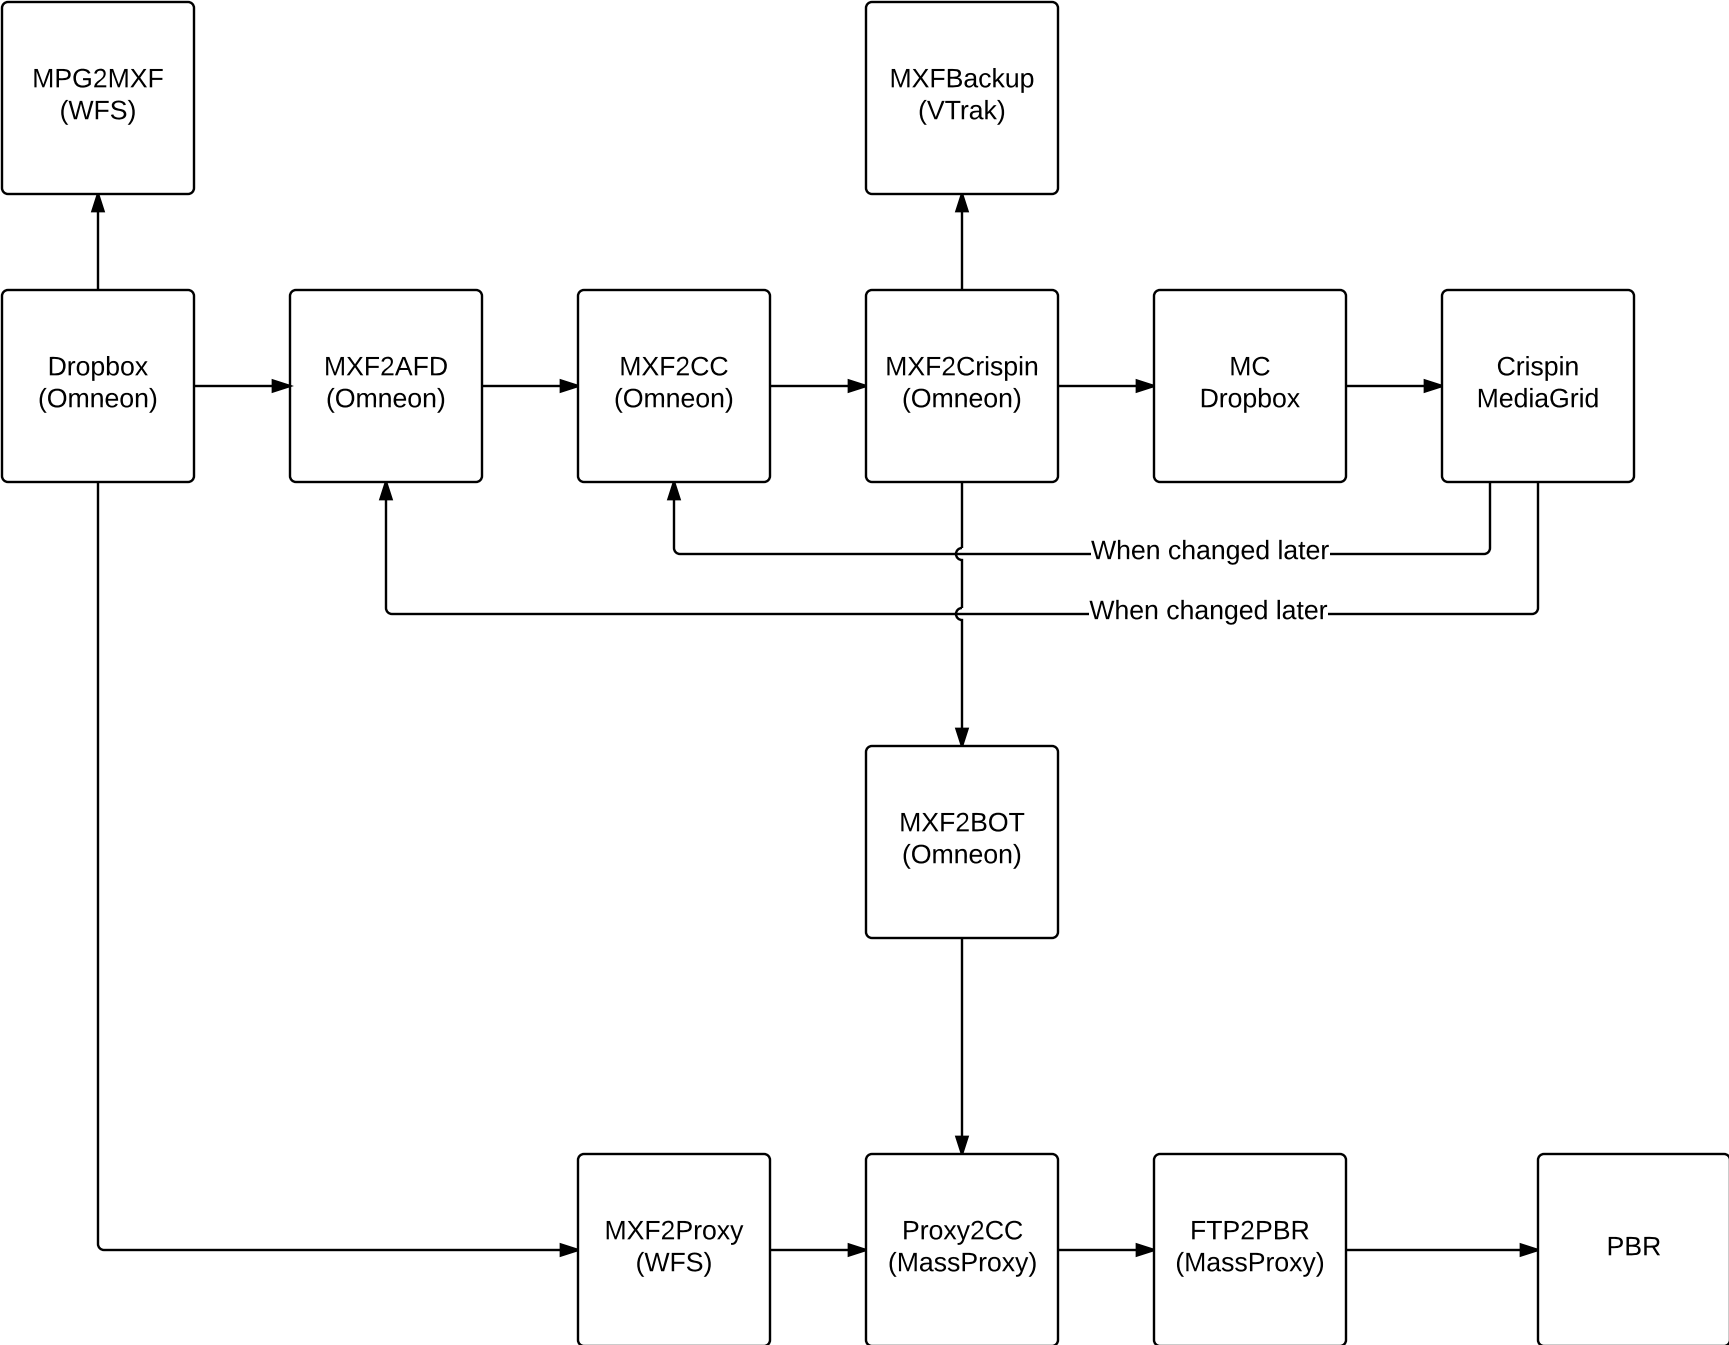 MPG2MXF
(WFS)
MXFBackup
(VTrak)
Dropbox
(Omneon)
MXF2AFD
(Omneon)
MXF2CC
(Omneon)
MXF2Crispin
(Omneon)
MC
Dropbox
Crispin
MediaGrid
When changed later
When changed later
MXF2BOT
(Omneon)
MXF2Proxy
(WFS)
Proxy2CC
(MassProxy)
FTP2PBR
(MassProxy)
PBR